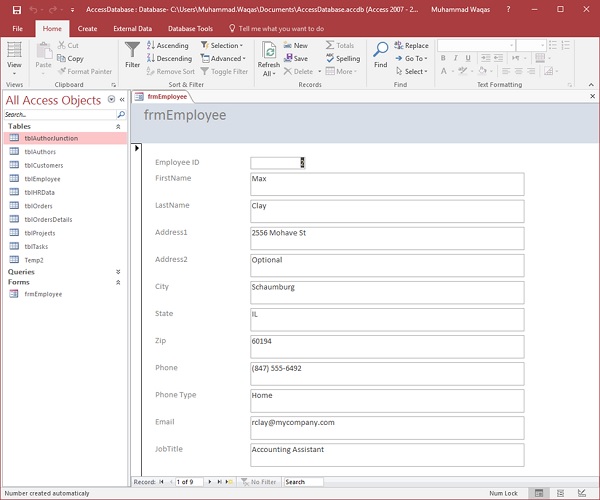 AccessDatabase : Database- C:\Users\Muhammad.Waqas\Documents\AccessDatabase.accdb (Access 2007 - 2... Muhammad Waqas
File Home Create External Data Database Tools Tell me what you want to do
View Paste Cut Copy Format Painter Filter Ascending Descending Remove Sort Selection Advanced Toggle Filter Refresh All New Save Delete Totals Spelling More Find Replace Go To Select
Views Clipboard Sort & Filter Records Find Text Formatting
All Access Objects
Search...
Tables
tblAuthorJunction
tblAuthors
tblCustomers
tblEmployee
tblHRData
tblOrders
tblOrdersDetails
tblProjects
tblTasks
Temp2
Queries
Forms
frmEmployee
frmEmployee
frmEmployee
Employee ID
FirstName Max
LastName Clay
Address1 2556 Mohave St
Address2 Optional
City Schaumburg
State IL
Zip 60194
Phone (847) 555-6492
Phone Type Home
Email rclay@mycompany.com
JobTitle Accounting Assistant
Record: 1 of 9 No Filter Search
Number created automaticaly Num Lock